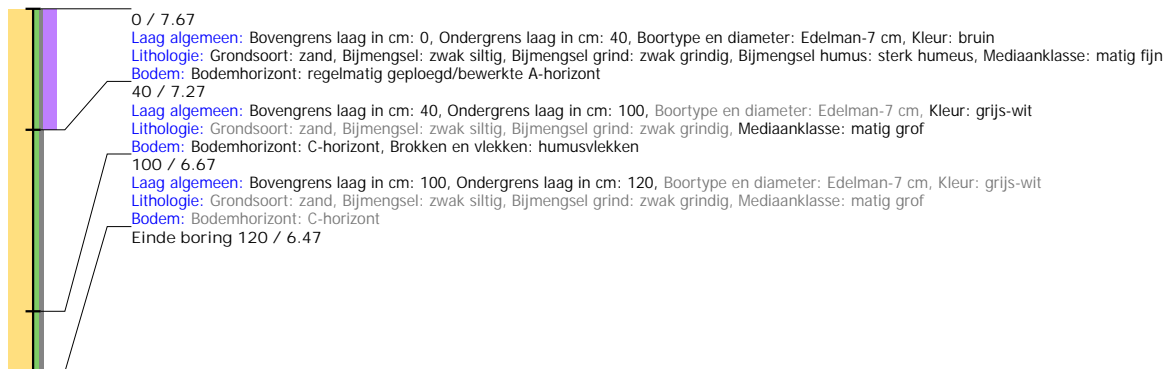 0 / 7.67
Laag algemeen: Bovengrens laag in cm: 0, Ondergrens laag in cm: 40, Boortype en diameter: Edelman-7 cm, Kleur: bruin
Lithologie: Grondsoort: zand, Bijmengsel: zwak siltig, Bijmengsel grind: zwak grindig, Bijmengsel humus: sterk humeus, Mediaanklasse: matig fijn
Bodem: Bodemhorizont: regelmatig geploegd/bewerkte A-horizont
40 / 7.27
Laag algemeen: Bovengrens laag in cm: 40, Ondergrens laag in cm: 100, Boortype en diameter: Edelman-7 cm, Kleur: grijs-wit
Lithologie: Grondsoort: zand, Bijmengsel: zwak siltig, Bijmengsel grind: zwak grindig, Mediaanklasse: matig grof
Bodem: Bodemhorizont: C-horizont, Brokken en vlekken: humusvlekken
100 / 6.67
Laag algemeen: Bovengrens laag in cm: 100, Ondergrens laag in cm: 120, Boortype en diameter: Edelman-7 cm, Kleur: grijs-wit
Lithologie: Grondsoort: zand, Bijmengsel: zwak siltig, Bijmengsel grind: zwak grindig, Mediaanklasse: matig grof
Bodem: Bodemhorizont: C-horizont
Einde boring 120 / 6.47